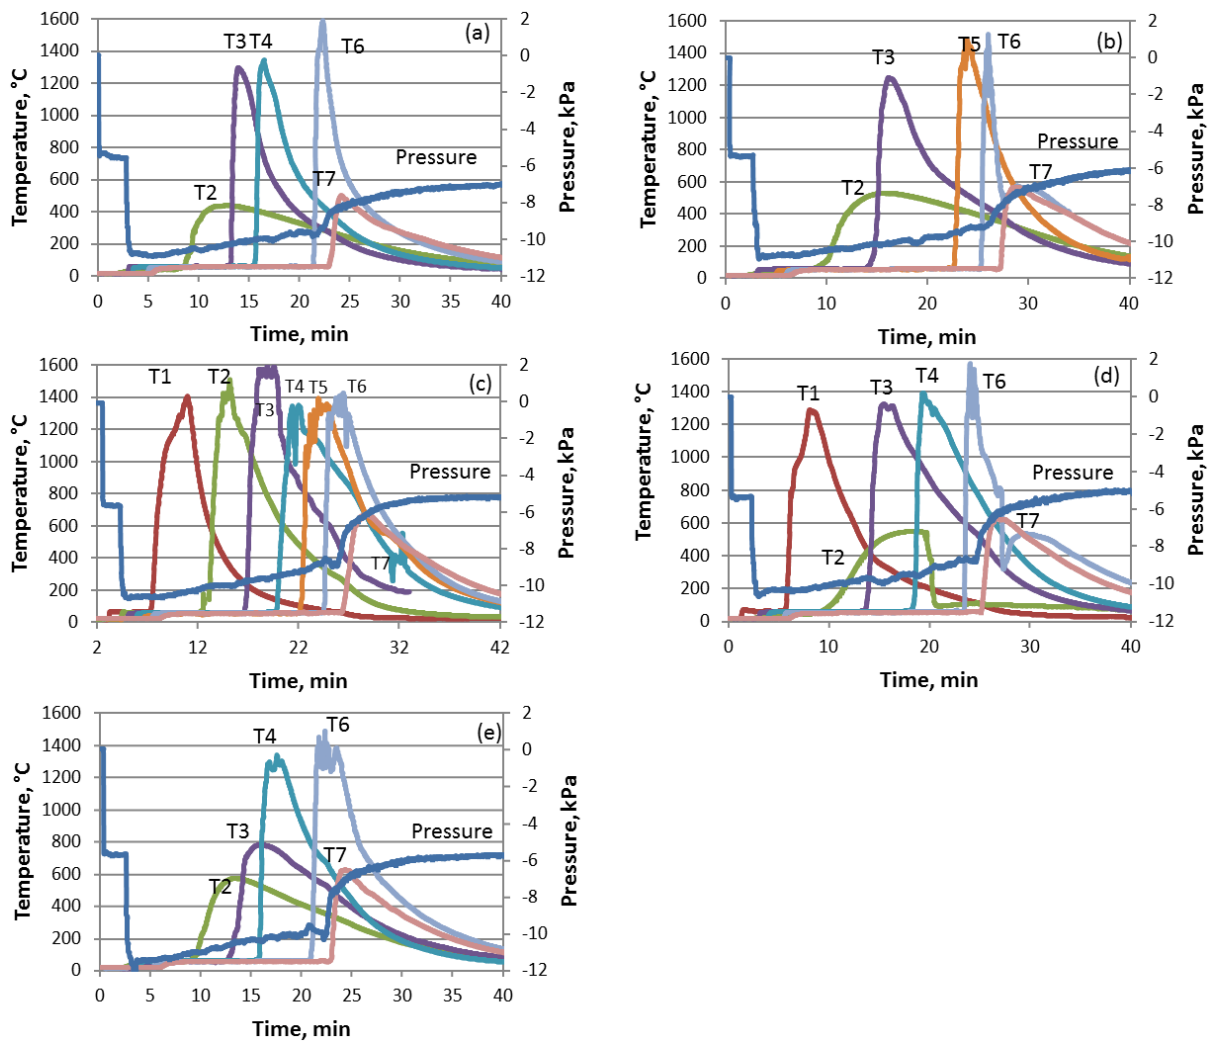 (a)
Temperature, °C
1600
1400
1200
1000
800
600
400
200
0
T3 T4
T6
T2
T7
Pressure
2
0
-2
-4
-6
-8
-10
-12
Pressure, kPa
0 5 10 15 20 25 30 35 40
Time, min
(b)
Temperature, °C
1600
1400
1200
1000
800
600
400
200
0
T5 T6
T3
T2
T7
Pressure
2
0
-2
-4
-6
-8
-10
-12
Pressure, kPa
0 10 20 30 40
Time, min
(c)
Temperature, °C
1600
1400
1200
1000
800
600
400
200
0
T1 T2
T3
T4 T5 T6
T7
Pressure
2
0
-2
-4
-6
-8
-10
-12
Pressure, kPa
2 12 22 32 42
Time, min
(d)
Temperature, °C
1600
1400
1200
1000
800
600
400
200
0
T1 T3 T4 T6
T2
T7
Pressure
2
0
-2
-4
-6
-8
-10
-12
Pressure, kPa
0 10 20 30 40
Time, min
(e)
Temperature, °C
1600
1400
1200
1000
800
600
400
200
0
T6
T4
T3
T2
T7
Pressure
2
0
-2
-4
-6
-8
-10
-12
Pressure, kPa
0 5 10 15 20 25 30 35 40
Time, min